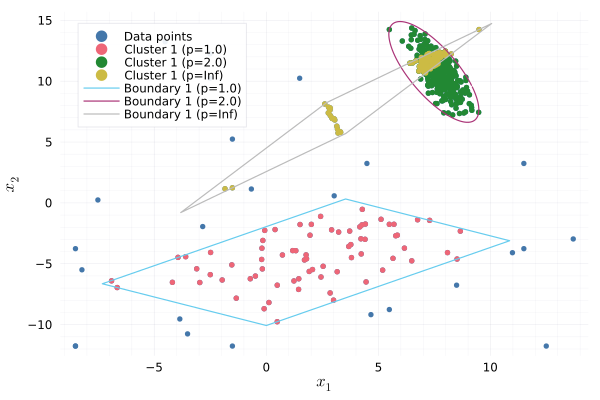 15
10
5
0
−5
−10
x₂
Data points
Cluster 1 (p=1.0)
Cluster 1 (p=2.0)
Cluster 1 (p=Inf)
Boundary 1 (p=1.0)
Boundary 1 (p=2.0)
Boundary 1 (p=Inf)
−5 0 5 10
x₁